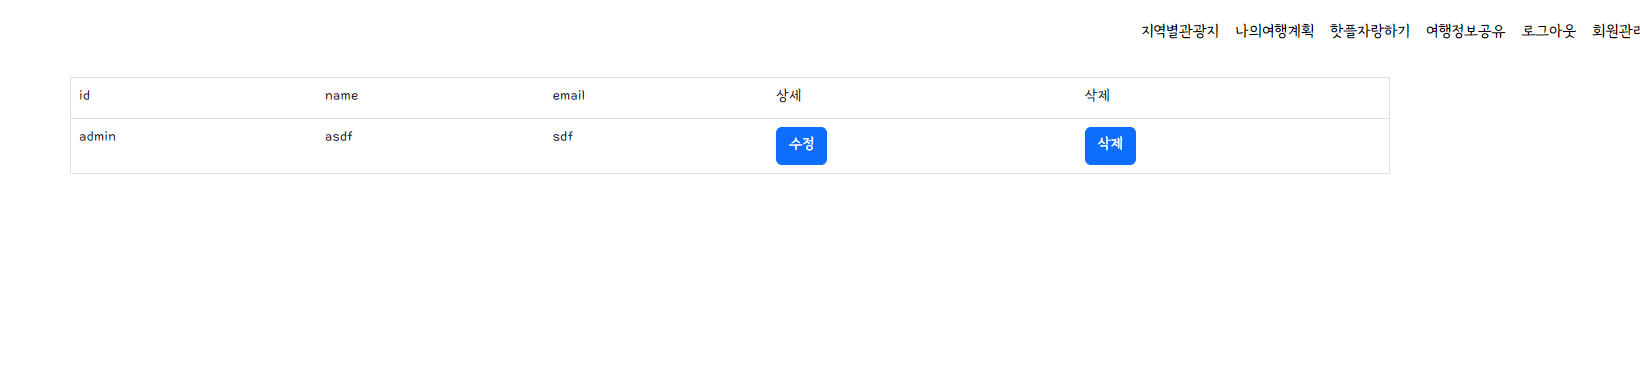 지역별관광지 나의여행계획 핫플자랑하기 여행정보공유 로그아웃 회원관리
id name email 상세 삭제
admin asdf sdf 수정 삭제